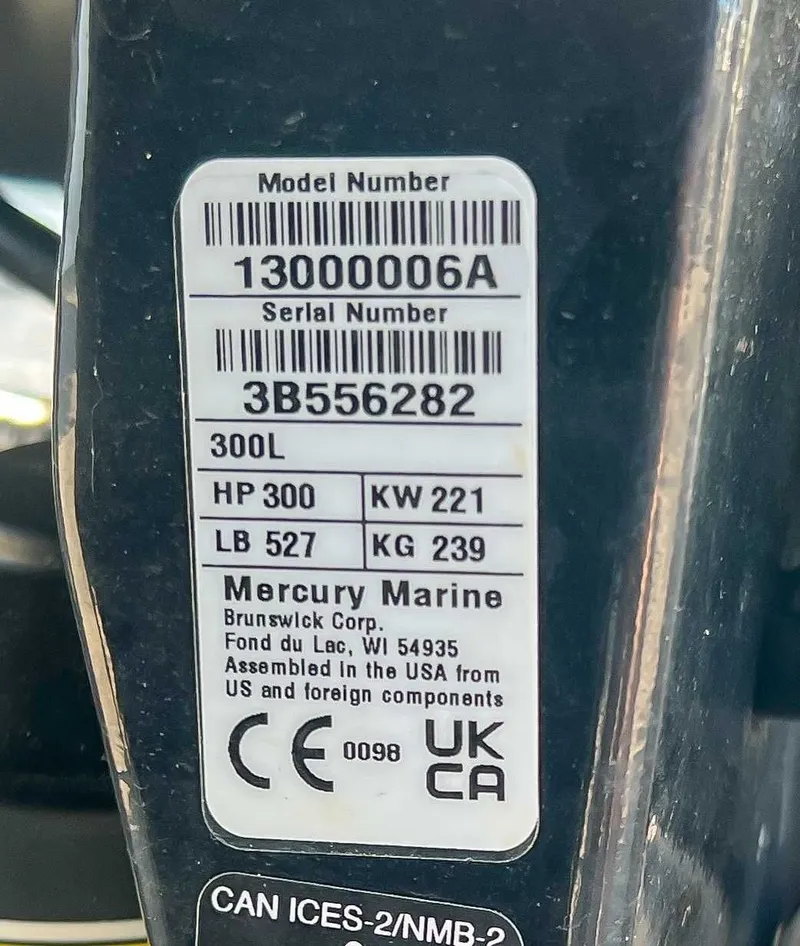 Model Number
13000006A
Serial Number
3B556282
300L
HP 300 KW 221
LB 527 KG 239
Mercury Marine
Brunswick Corp.
Fond du Lac, WI 54935
Assembled in the USA from
US and foreign components
CE 0098 UK
CA
CAN ICES-2/NMB-2